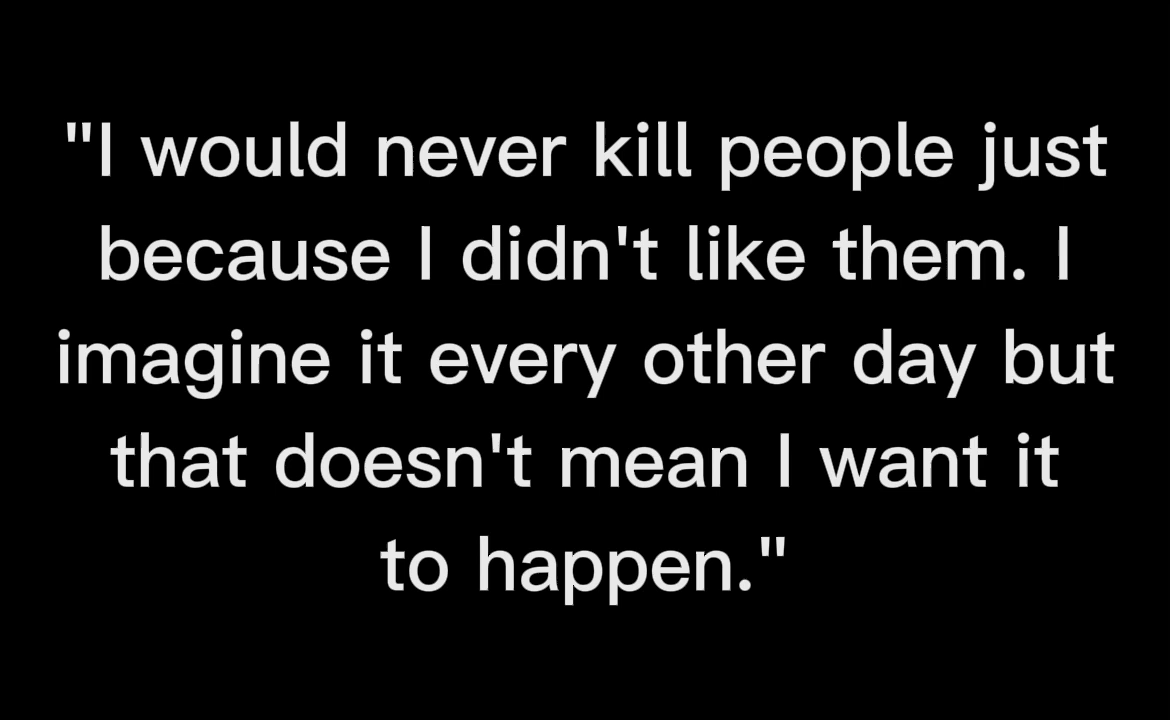 "I would never kill people just
because I didn't like them. I
imagine it every other day but
that doesn't mean I want it
to happen."